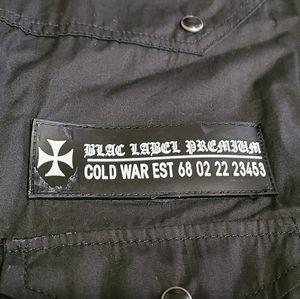 BLAC LABEL PREMIUM
COLD WAR EST 68 02 22 23453